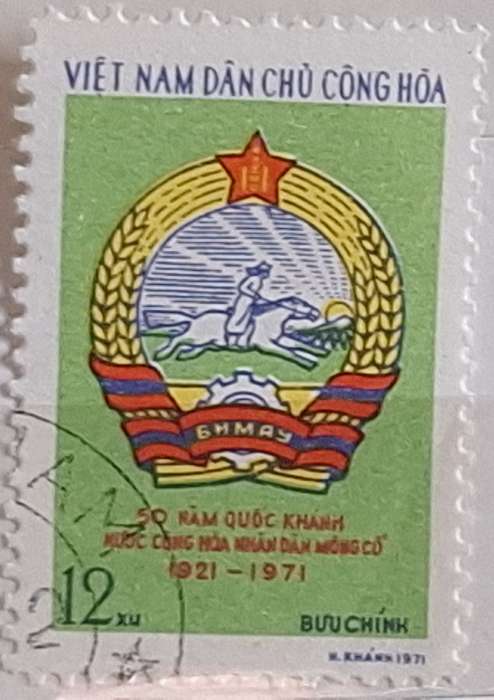 VIỆT NAM DÂN CHỦ CỘNG HÒA
БНМАУ
50 NĂM QUỐC KHÁNH
NƯỚC CỘNG HÒA NHÂN DÂN MÔNG CỔ
1921 - 1971
12 XU
BƯU CHÍNH
H. KHÁNH 1971